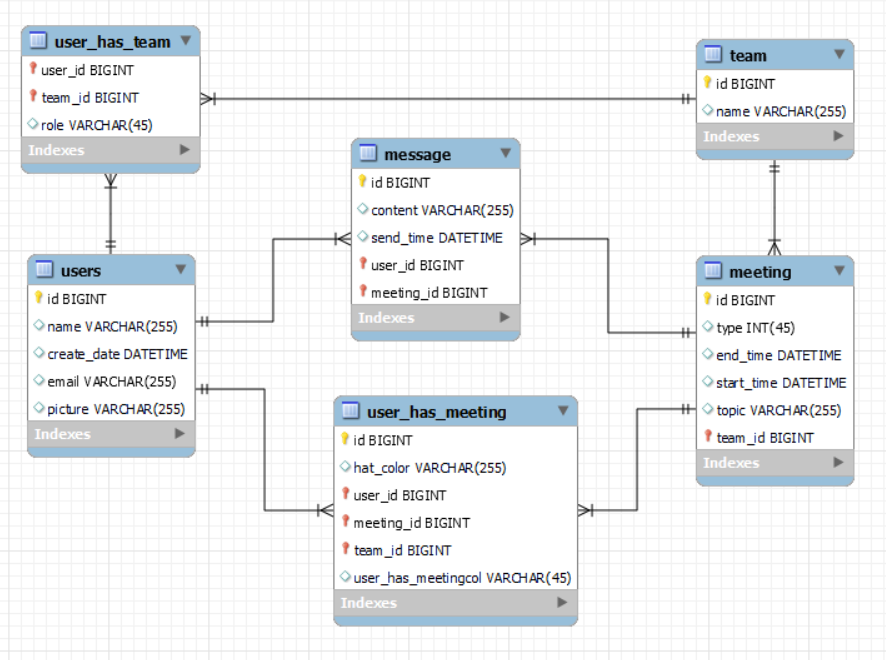 user_has_team
user_id BIGINT
team_id BIGINT
role VARCHAR(45)
Indexes
team
id BIGINT
name VARCHAR(255)
Indexes
message
id BIGINT
content VARCHAR(255)
send_time DATETIME
user_id BIGINT
meeting_id BIGINT
Indexes
users
id BIGINT
name VARCHAR(255)
create_date DATETIME
email VARCHAR(255)
picture VARCHAR(255)
Indexes
meeting
id BIGINT
type INT(45)
end_time DATETIME
start_time DATETIME
topic VARCHAR(255)
team_id BIGINT
Indexes
user_has_meeting
id BIGINT
hat_color VARCHAR(255)
user_id BIGINT
meeting_id BIGINT
team_id BIGINT
user_has_meetingcol VARCHAR(45)
Indexes